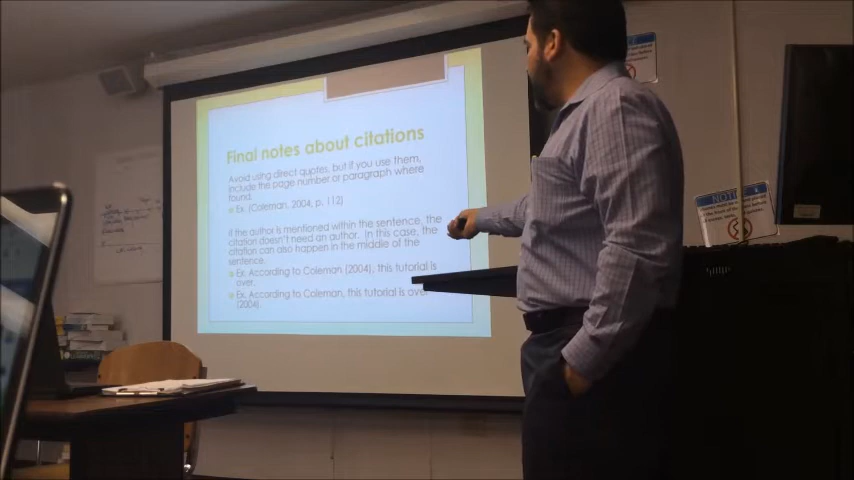 Final notes about citations
Avoid using direct quotes, but if you use them,
include the page number or paragraph where
found.
Ex. (Coleman, 2004, p. 112)
If the author is mentioned within the sentence, the
citation doesn't need an author. In this case, the
citation can also happen in the middle of the
sentence.
Ex. According to Coleman (2004), this tutorial is
over.
Ex. According to Coleman, this tutorial is over
(2004).
NOTICE